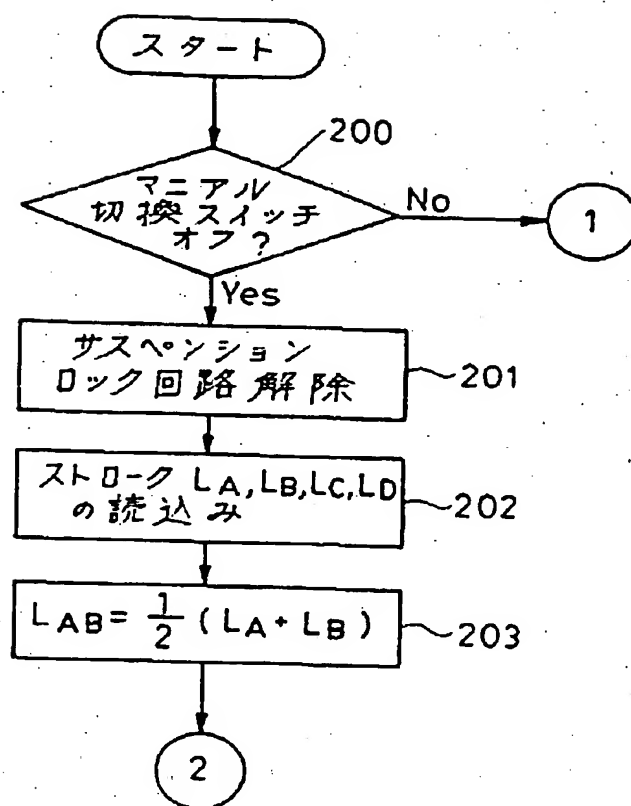 スタート
200
マニアル
切換スイッチ
オフ?
No
1
Yes
サスペンション
ロック回路解除
201
ストローク LA, LB, LC, LD
の読込み
202
LAB = 1/2 (LA + LB)
203
2